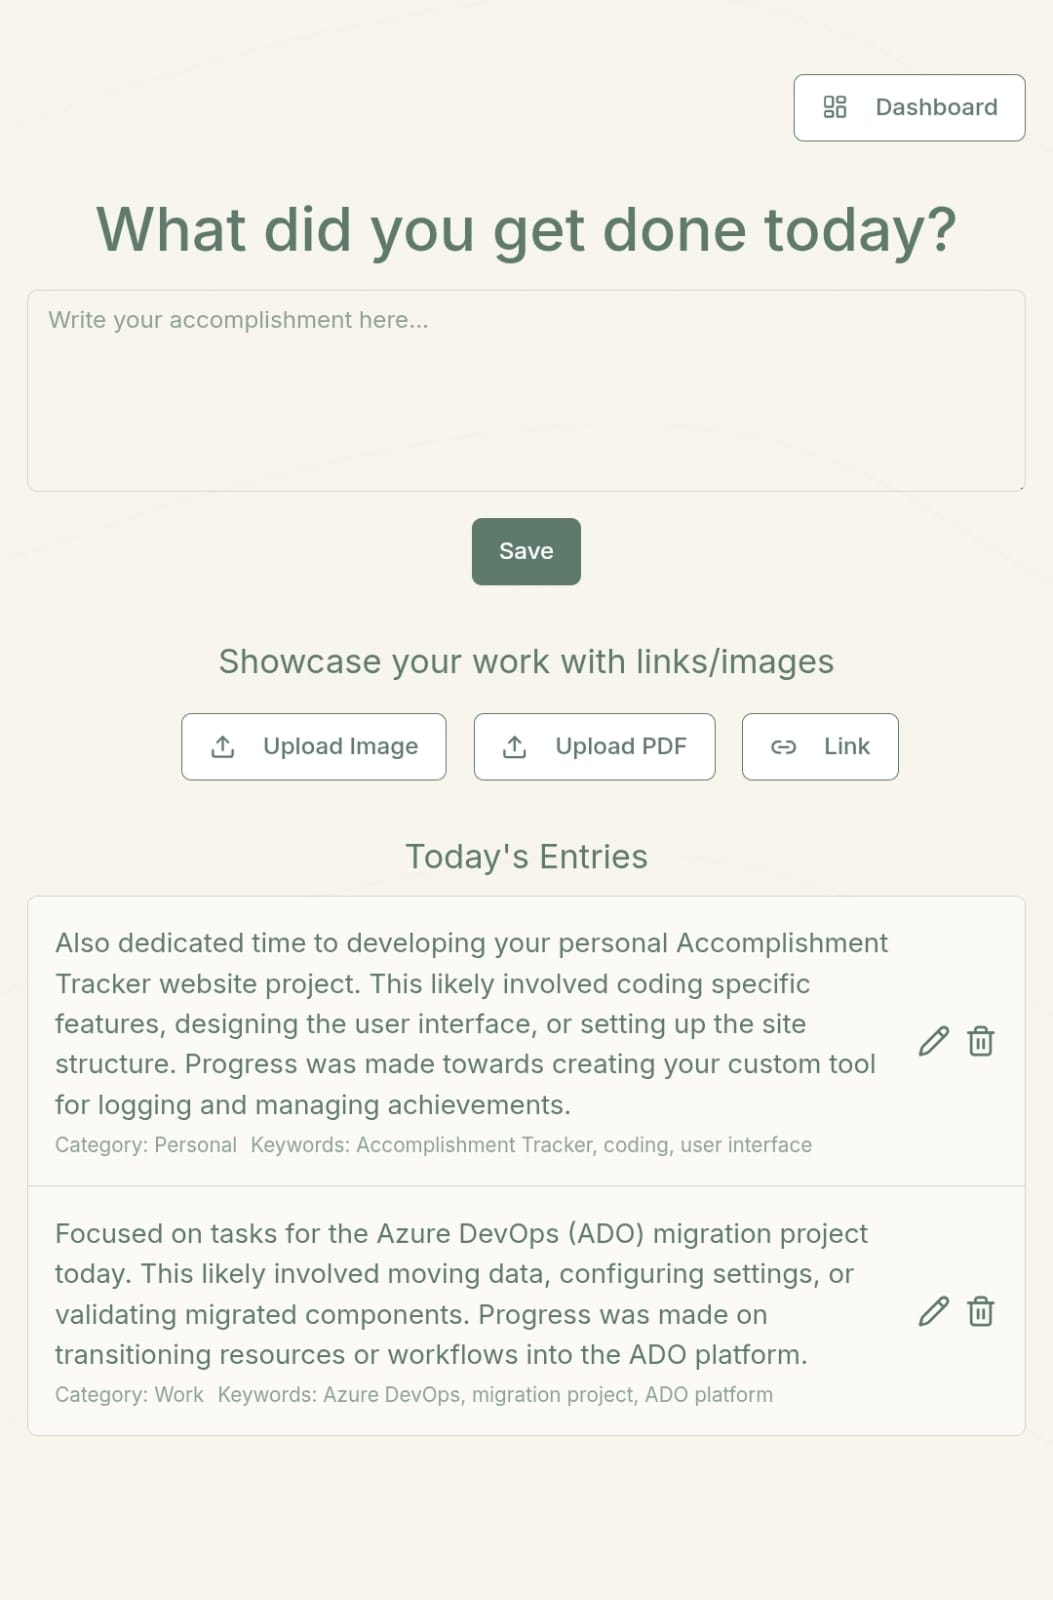 Dashboard
What did you get done today?
Write your accomplishment here...
Save
Showcase your work with links/images
Upload Image
Upload PDF
Link
Today's Entries
Also dedicated time to developing your personal Accomplishment
Tracker website project. This likely involved coding specific
features, designing the user interface, or setting up the site
structure. Progress was made towards creating your custom tool
for logging and managing achievements.
Category: Personal Keywords: Accomplishment Tracker, coding, user interface
Focused on tasks for the Azure DevOps (ADO) migration project
today. This likely involved moving data, configuring settings, or
validating migrated components. Progress was made on
transitioning resources or workflows into the ADO platform.
Category: Work Keywords: Azure DevOps, migration project, ADO platform